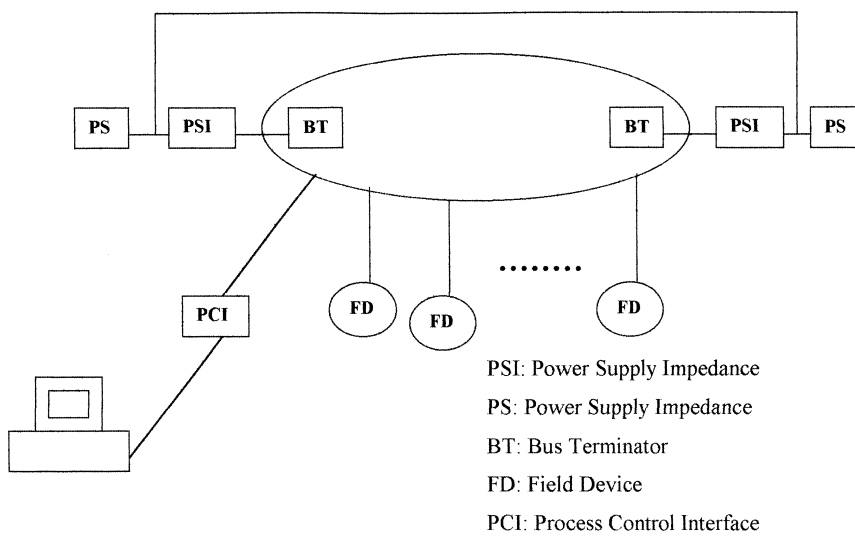 PS PSI BT BT PSI PS
PCI FD FD ........ FD
PSI: Power Supply Impedance
PS: Power Supply Impedance
BT: Bus Terminator
FD: Field Device
PCI: Process Control Interface